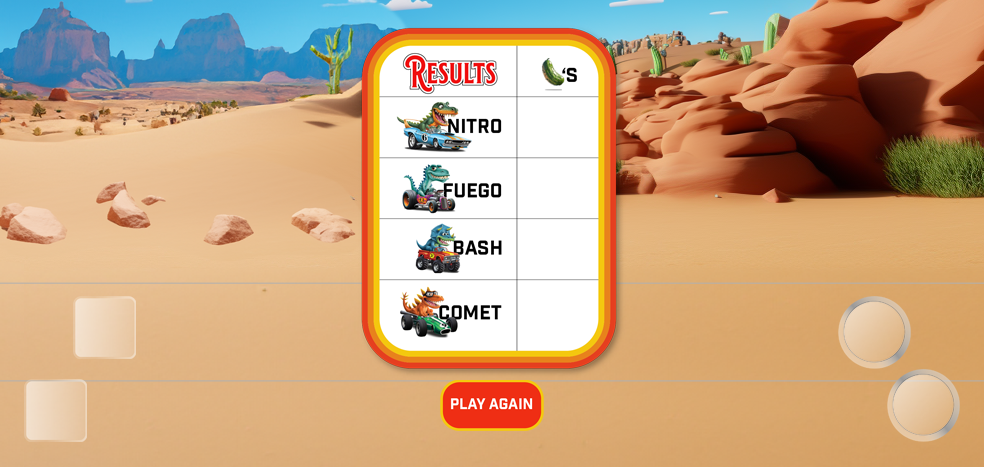 RESULTS
'S
NITRO
FUEGO
BASH
COMET
PLAY AGAIN